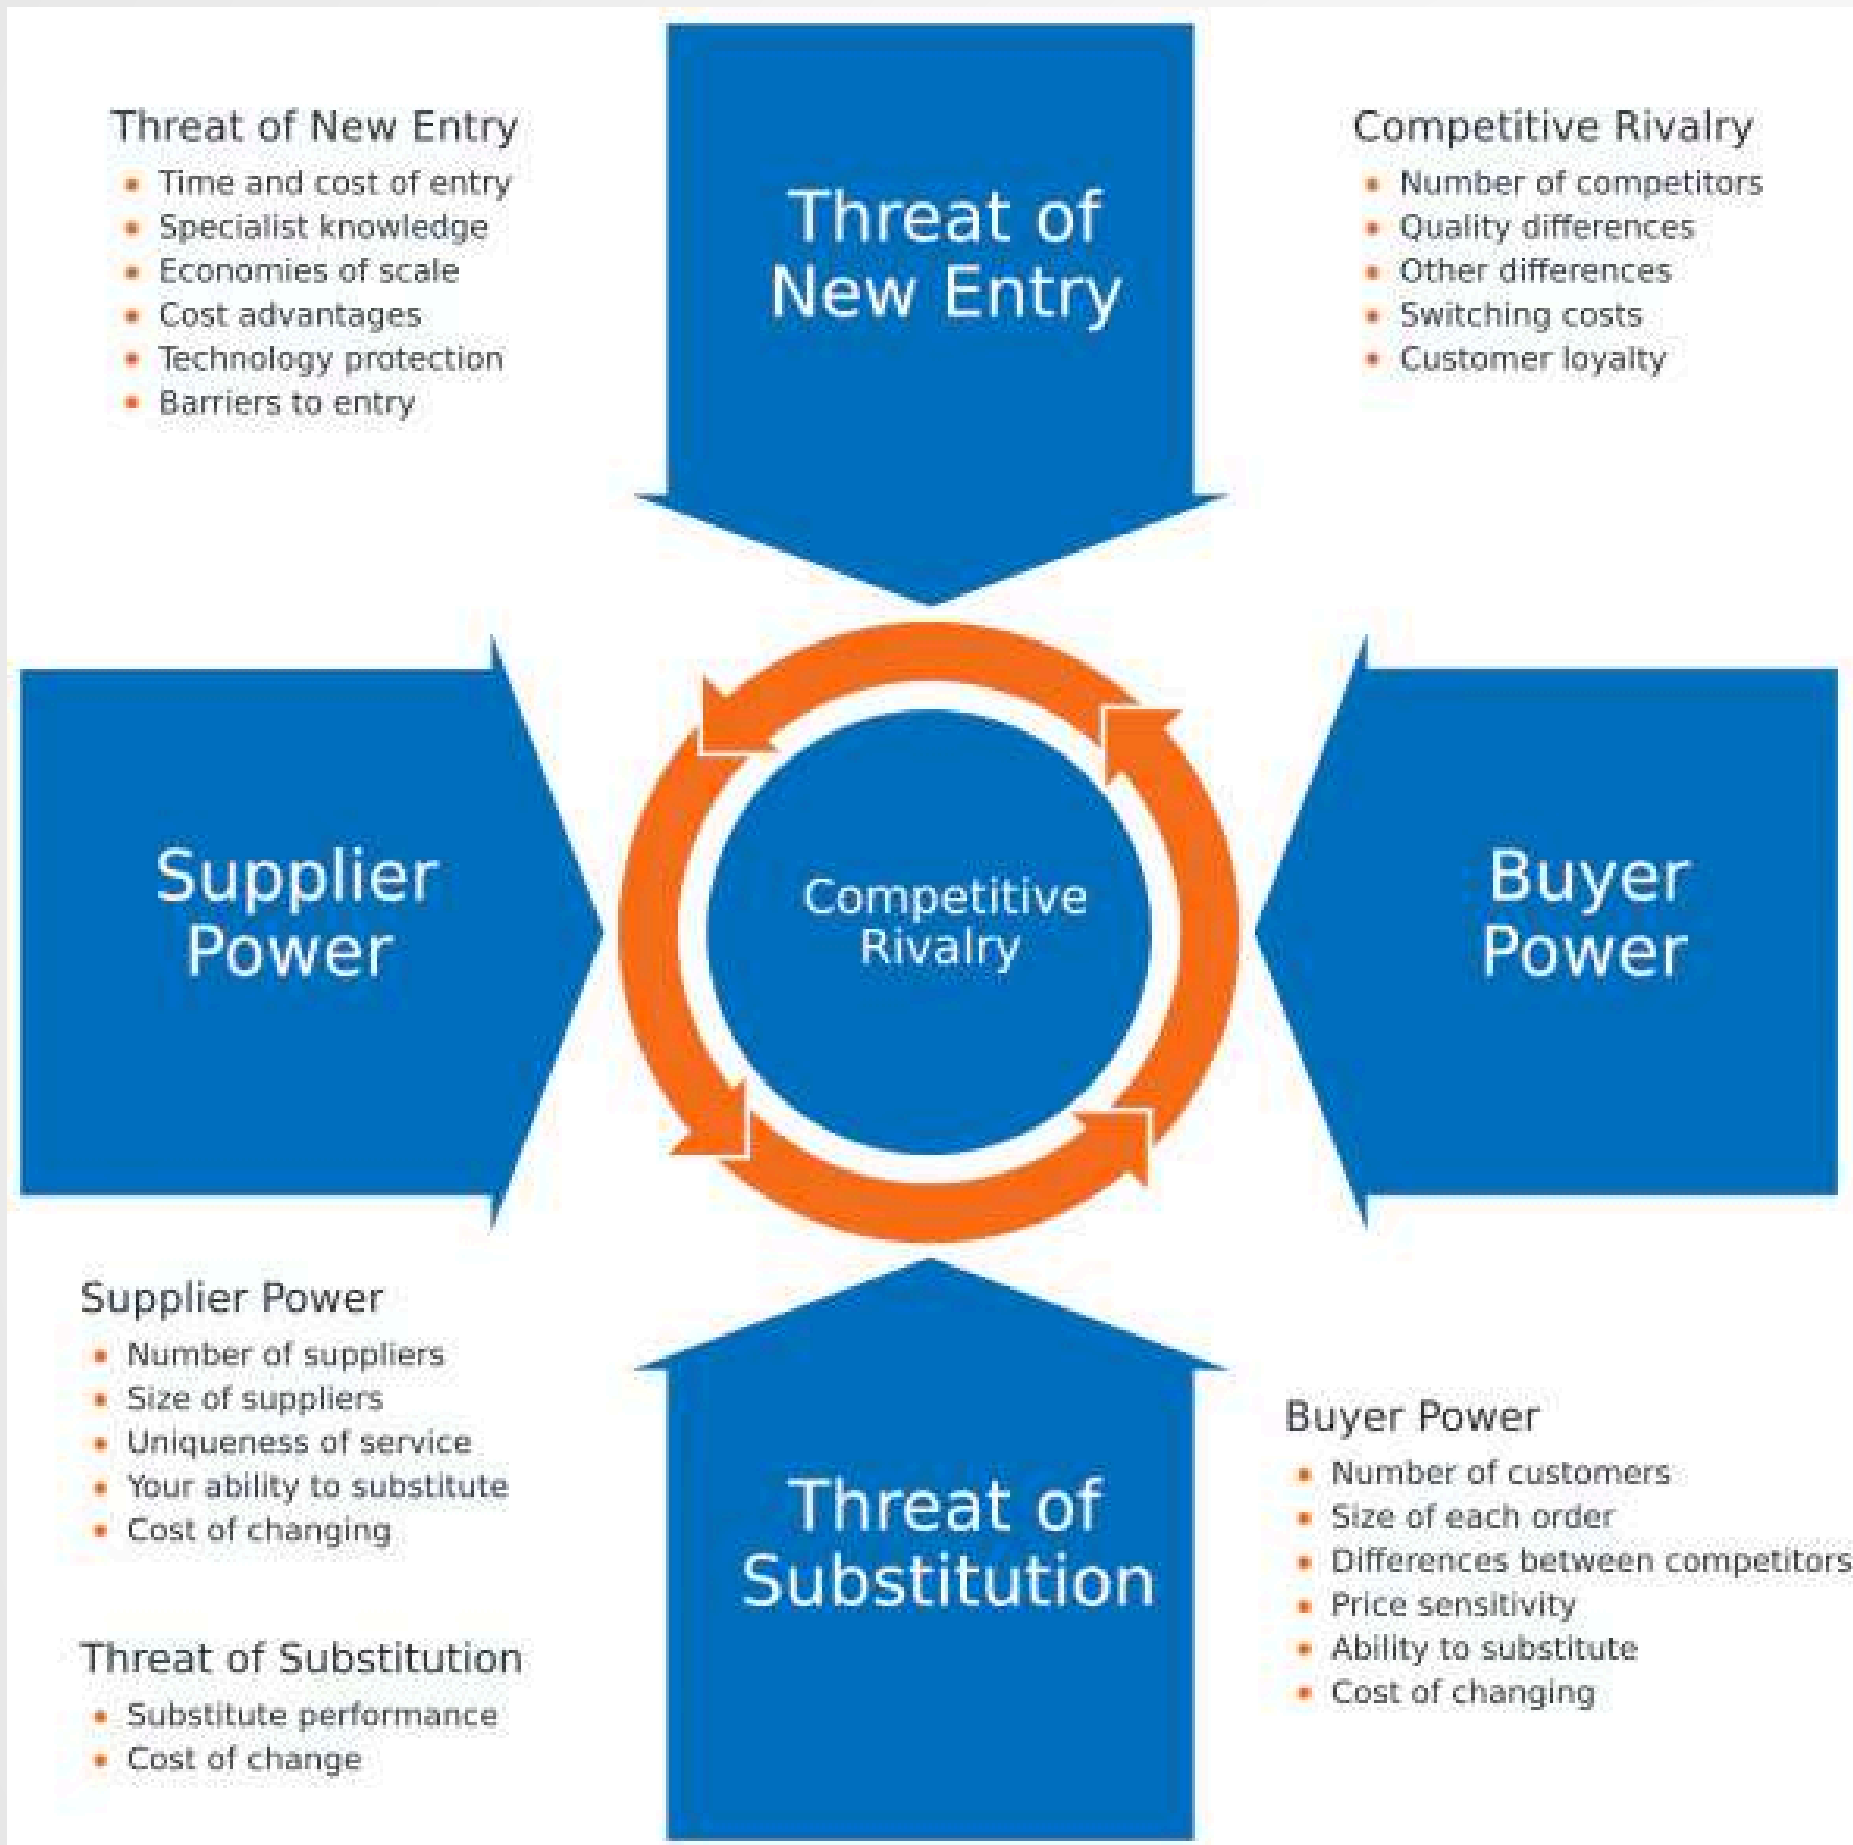 Threat of New Entry
Time and cost of entry
Specialist knowledge
Economies of scale
Cost advantages
Technology protection
Barriers to entry
Threat of
New Entry
Competitive Rivalry
Number of competitors
Quality differences
Other differences
Switching costs
Customer loyalty
Supplier
Power
Competitive
Rivalry
Buyer
Power
Supplier Power
Number of suppliers
Size of suppliers
Uniqueness of service
Your ability to substitute
Cost of changing
Threat of Substitution
Substitute performance
Cost of change
Threat of
Substitution
Buyer Power
Number of customers
Size of each order
Differences between competitors
Price sensitivity
Ability to substitute
Cost of changing